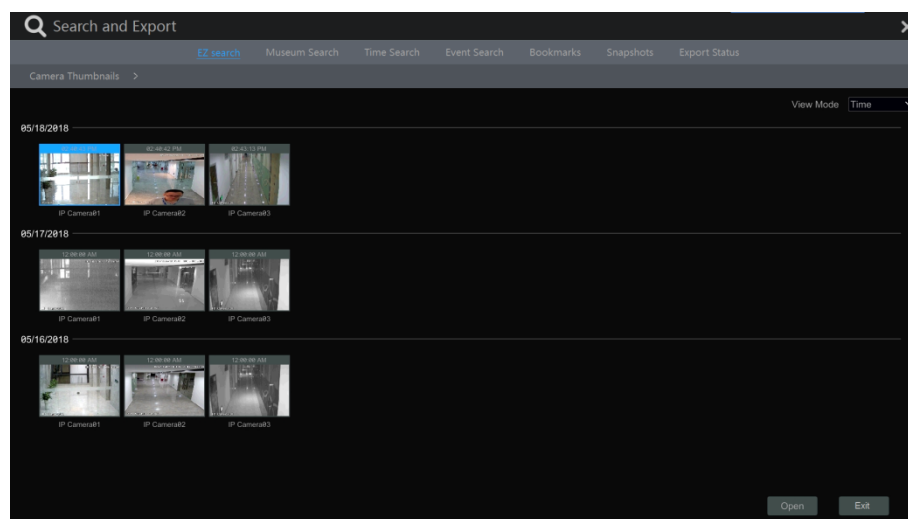 Search and Export
EZ search Museum Search Time Search Event Search Bookmarks Snapshots Export Status
Camera Thumbnails >
View Mode Time
05/18/2018
02:40:42 PM 02:43:13 PM
IP Camera01 IP Camera02 IP Camera03
05/17/2018
12:00:00 AM 12:00:00 AM 12:00:00 AM
IP Camera01 IP Camera02 IP Camera03
05/16/2018
12:00:00 AM 12:00:00 AM 12:00:00 AM
IP Camera01 IP Camera02 IP Camera03
Open Exit